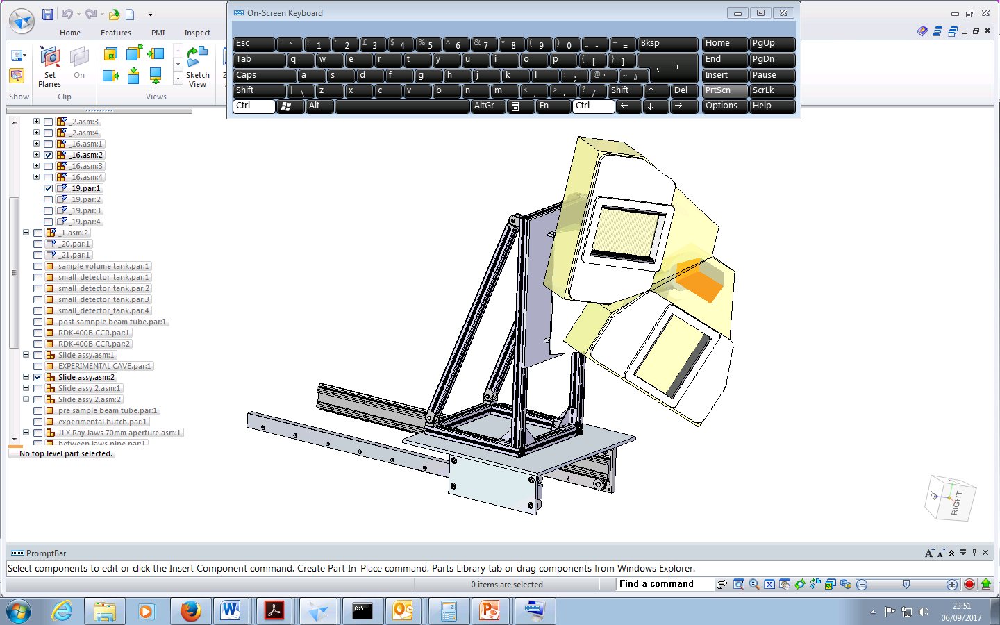 On-Screen Keyboard
Home Features PMI Inspect
Set Planes
On
Sketch View
Show Clip Views
Esc ¬ ` ! 1 " 2 £ 3 $ 4 % 5 ^ 6 & 7 * 8 ( 9 ) 0 _ - + = Bksp Home PgUp
Tab q w e r t y u i o p { [ } ] End PgDn
Caps a s d f g h j k l : ; @ ' ~ # Insert Pause
Shift | \ z x c v b n m < , > . ? / Shift ↑ Del PrtScn ScrLk
Ctrl Alt AltGr Fn Ctrl ← ↓ → Options Help
_2.asm:3
_2.asm:4
_16.asm:1
_16.asm:2
_16.asm:3
_16.asm:4
_19.par:1
_19.par:2
_19.par:3
_19.par:4
_1.asm:2
_20.par:1
_21.par:1
sample volume tank.par:1
small_detector_tank.par:1
small_detector_tank.par:2
small_detector_tank.par:3
small_detector_tank.par:4
post samnple beam tube.par:1
RDK-400B CCR.par:1
RDK-400B CCR.par:2
Slide assy.asm:1
EXPERIMENTAL CAVE.par:1
Slide assy.asm:2
Slide assy 2.asm:1
Slide assy 2.asm:2
pre sample beam tube.par:1
experimental hutch.par:1
JJ X Ray Jaws 70mm aperture.asm:1
between jaws pipe.par:1
No top level part selected.
RIGHT
PromptBar
Select components to edit or click the Insert Component command, Create Part In-Place command, Parts Library tab or drag components from Windows Explorer.
0 items are selected
Find a command
23:51
06/09/2017